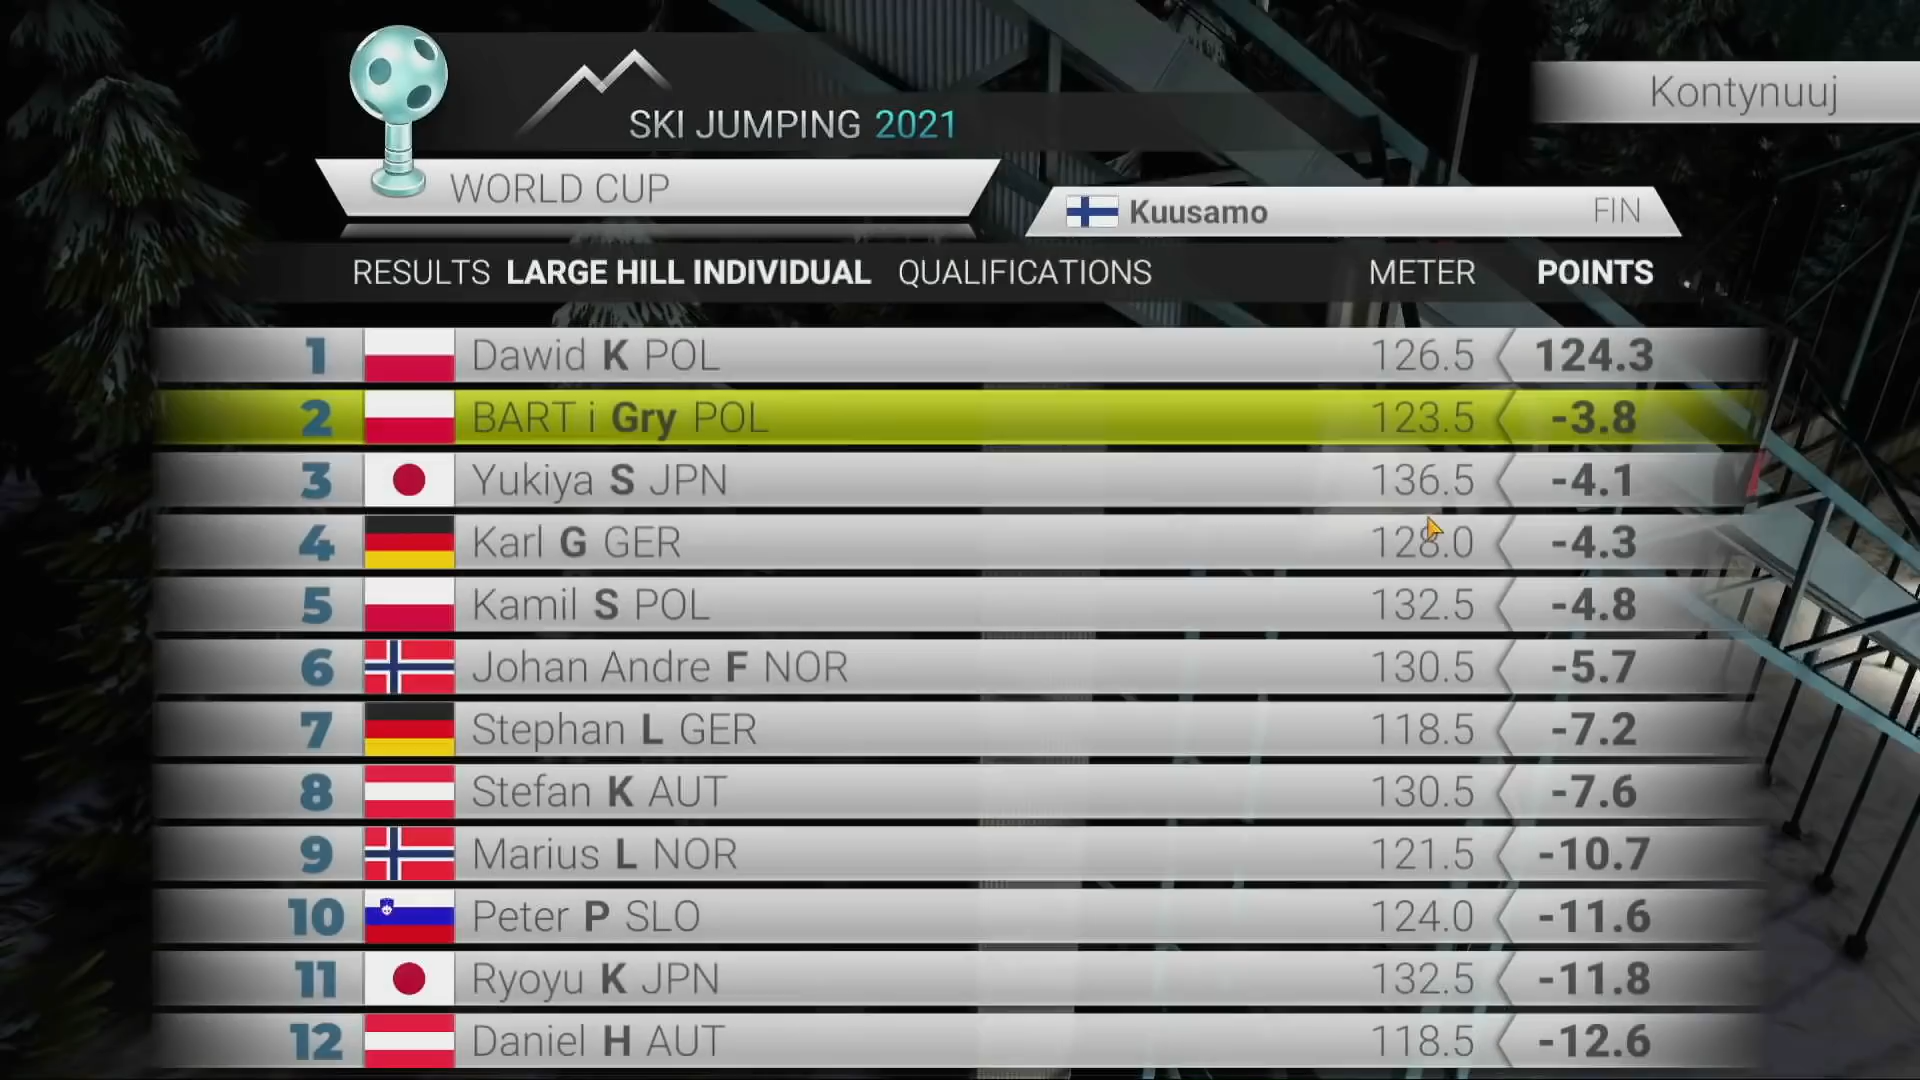 Kontynuuj
SKI JUMPING 2021
WORLD CUP
Kuusamo FIN
RESULTS LARGE HILL INDIVIDUAL QUALIFICATIONS METER POINTS
1 Dawid K POL 126.5 124.3
2 BART i Gry POL 123.5 -3.8
3 Yukiya S JPN 136.5 -4.1
4 Karl G GER 128.0 -4.3
5 Kamil S POL 132.5 -4.8
6 Johan Andre F NOR 130.5 -5.7
7 Stephan L GER 118.5 -7.2
8 Stefan K AUT 130.5 -7.6
9 Marius L NOR 121.5 -10.7
10 Peter P SLO 124.0 -11.6
11 Ryoyu K JPN 132.5 -11.8
12 Daniel H AUT 118.5 -12.6